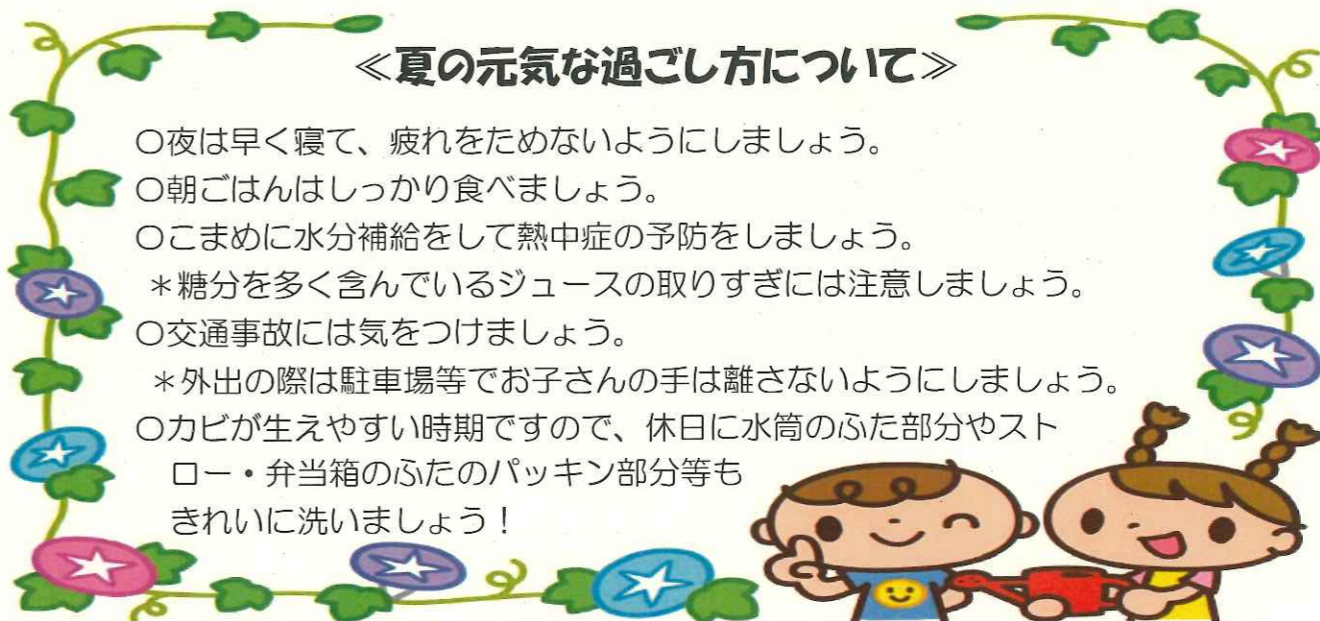 ≪夏の元気な過ごし方について≫
○夜は早く寝て、疲れをためないようにしましょう。
○朝ごはんはしっかり食べましょう。
○こまめに水分補給をして熱中症の予防をしましょう。
＊糖分を多く含んでいるジュースの取りすぎには注意しましょう。
○交通事故には気をつけましょう。
＊外出の際は駐車場等でお子さんの手は離さないようにしましょう。
○カビが生えやすい時期ですので、休日に水筒のふた部分やスト
ロー・弁当箱のふたのパッキン部分等も
きれいに洗いましょう！